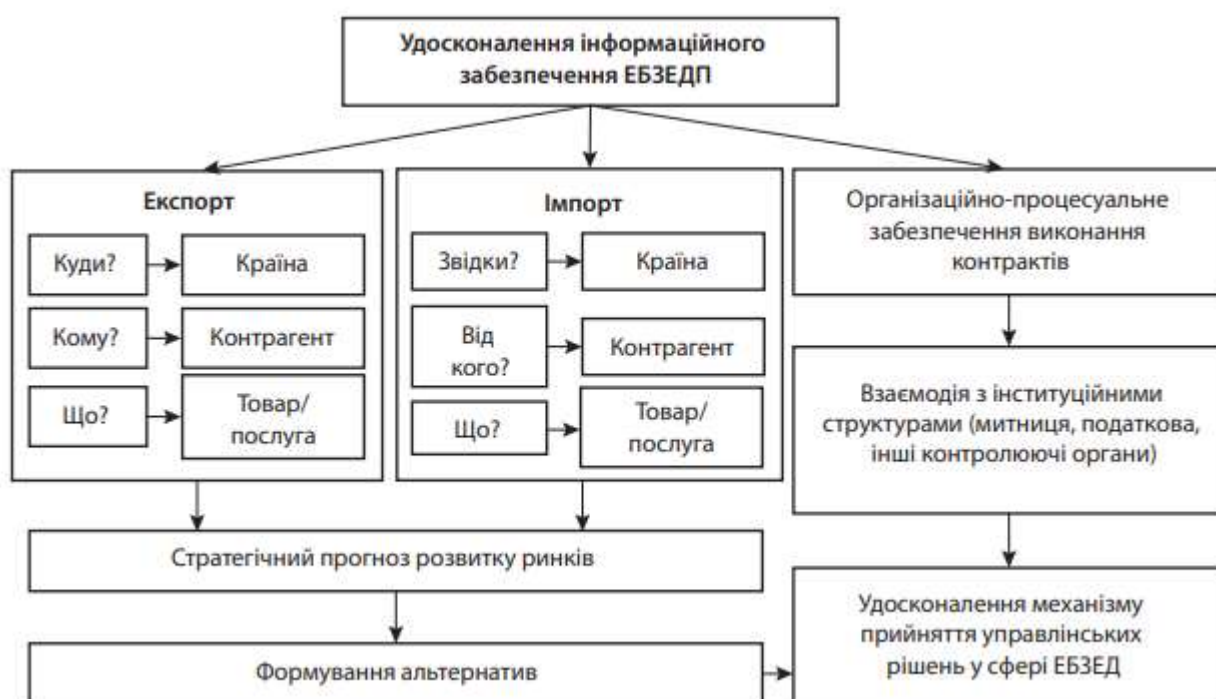 Удосконалення інформаційного
забезпечення ЕБЗЕДП
Експорт
Куди?
Країна
Кому?
Контрагент
Що?
Товар/
послуга
Імпорт
Звідки?
Країна
Від
кого?
Контрагент
Що?
Товар/
послуга
Організаційно-процесуальне
забезпечення виконання
контрактів
Взаємодія з інституційними
структурами (митниця, податкова,
інші контролюючі органи)
Стратегічний прогноз розвитку ринків
Формування альтернатив
Удосконалення механізму
прийняття управлінських
рішень у сфері ЕБЗЕД